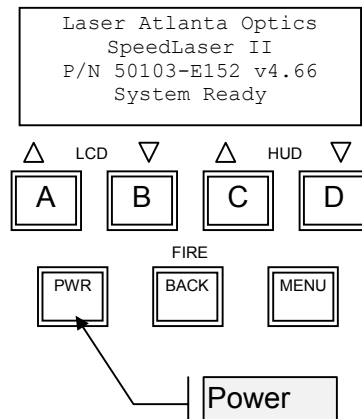 Laser Atlanta Optics
SpeedLaser II
P/N 50103-E152 v4.66
System Ready
△ LCD ▽ △ HUD ▽
A B C D
FIRE
PWR BACK MENU
Power